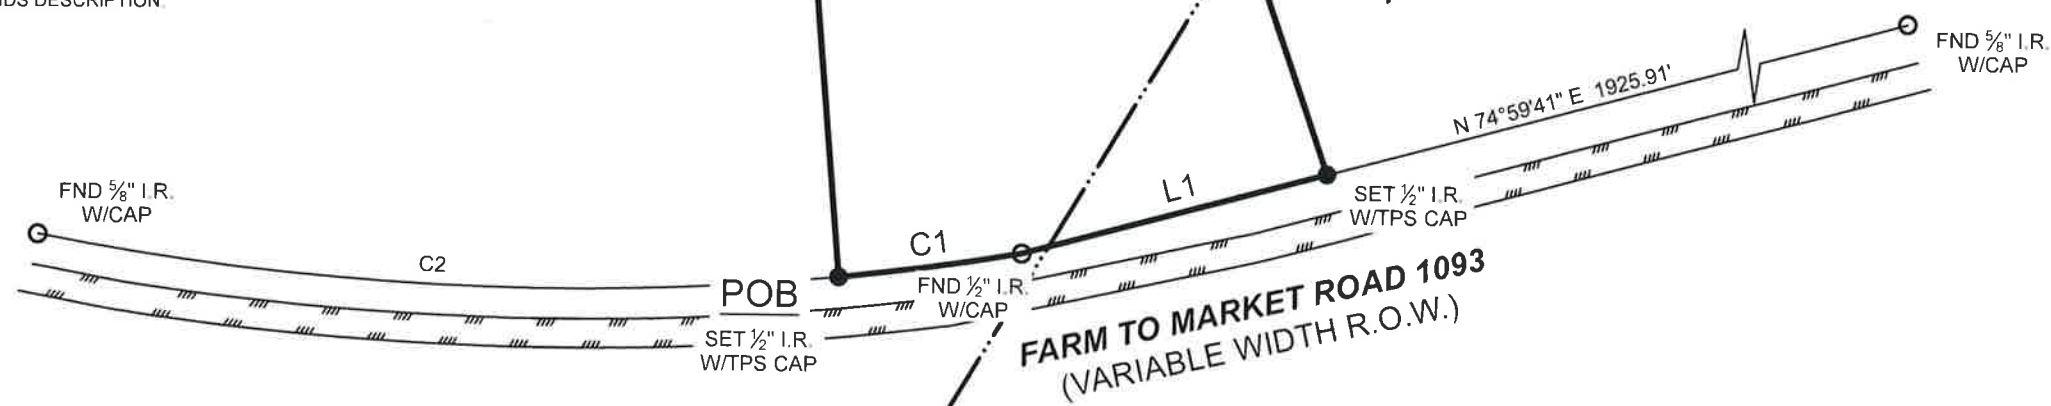 DS DESCRIPTION.
FND ⅝" I.R.
W/CAP
N 74°59'41" E 1925.91'
FND ⅝" I.R.
W/CAP
L1
SET ½" I.R.
W/TPS CAP
C1
C2
POB
FND ½" I.R.
W/CAP
SET ½" I.R.
W/TPS CAP
FARM TO MARKET ROAD 1093
(VARIABLE WIDTH R.O.W.)